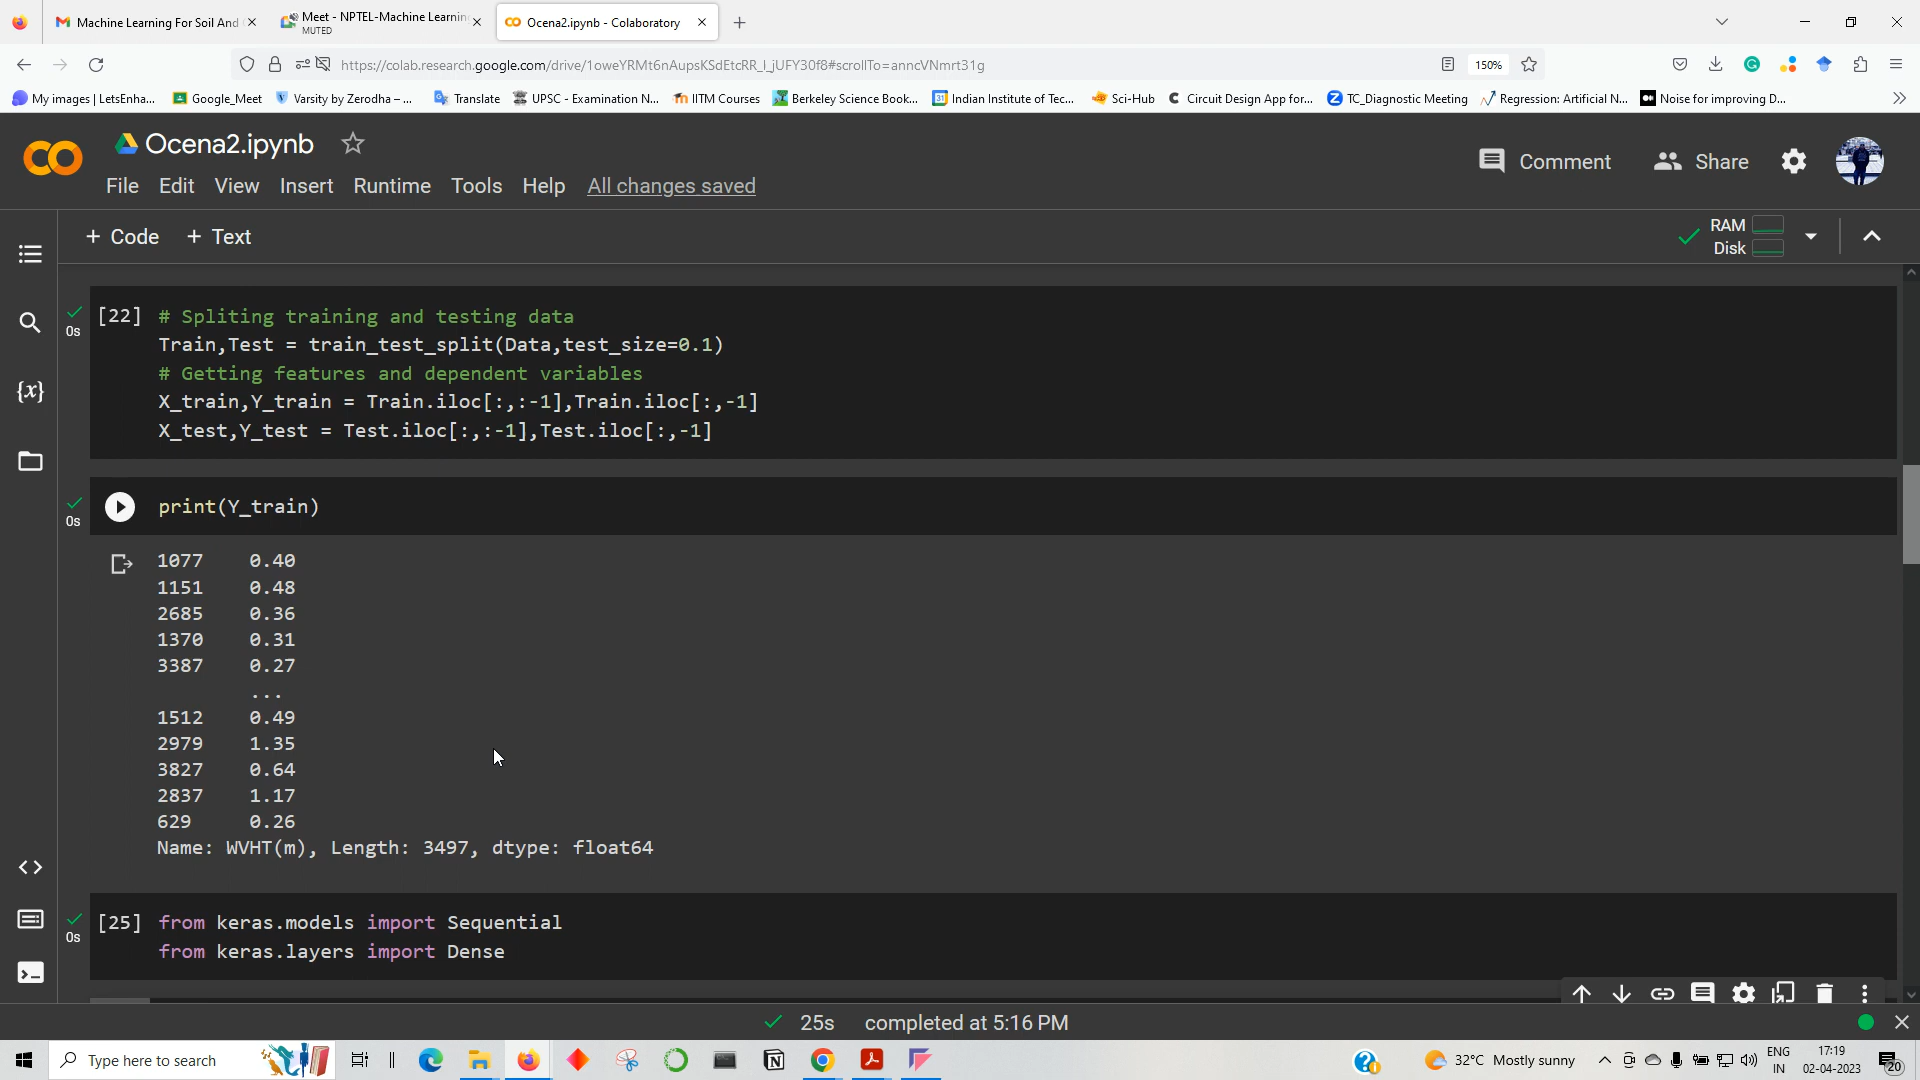 Machine Learning For Soil And
Meet - NPTEL-Machine Learnin
MUTED
Ocena2.ipynb - Colaboratory
https://colab.research.google.com/drive/1oweYRMt6nAupsKSdEtcRR_l_jUFY30f8#scrollTo=anncVNmrt31g
150%
My images | LetsEnha...
Google_Meet
Varsity by Zerodha – ...
Translate
UPSC - Examination N...
IITM Courses
Berkeley Science Book...
Indian Institute of Tec...
Sci-Hub
Circuit Design App for...
TC_Diagnostic Meeting
Regression: Artificial N...
Noise for improving D...
Ocena2.ipynb
Comment
Share
File Edit View Insert Runtime Tools Help All changes saved
+ Code + Text
RAM
Disk
[22] # Spliting training and testing data
0s
Train,Test = train_test_split(Data,test_size=0.1)
# Getting features and dependent variables
X_train,Y_train = Train.iloc[:,:-1],Train.iloc[:,-1]
X_test,Y_test = Test.iloc[:,:-1],Test.iloc[:,-1]
print(Y_train)
0s
1077 0.40
1151 0.48
2685 0.36
1370 0.31
3387 0.27
...
1512 0.49
2979 1.35
3827 0.64
2837 1.17
629 0.26
Name: WVHT(m), Length: 3497, dtype: float64
[25] from keras.models import Sequential
0s
from keras.layers import Dense
25s completed at 5:16 PM
Type here to search
32°C Mostly sunny
ENG
IN
17:19
02-04-2023
20